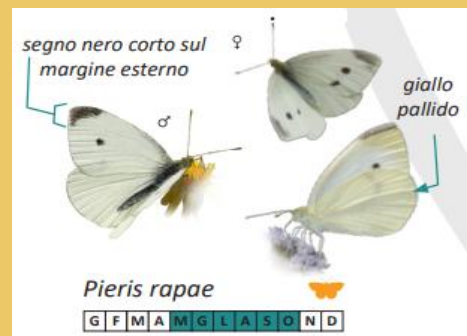 segno nero corto sul
margine esterno
♂
♀
giallo
pallido
Pieris rapae
G F M A M G L A S O N D